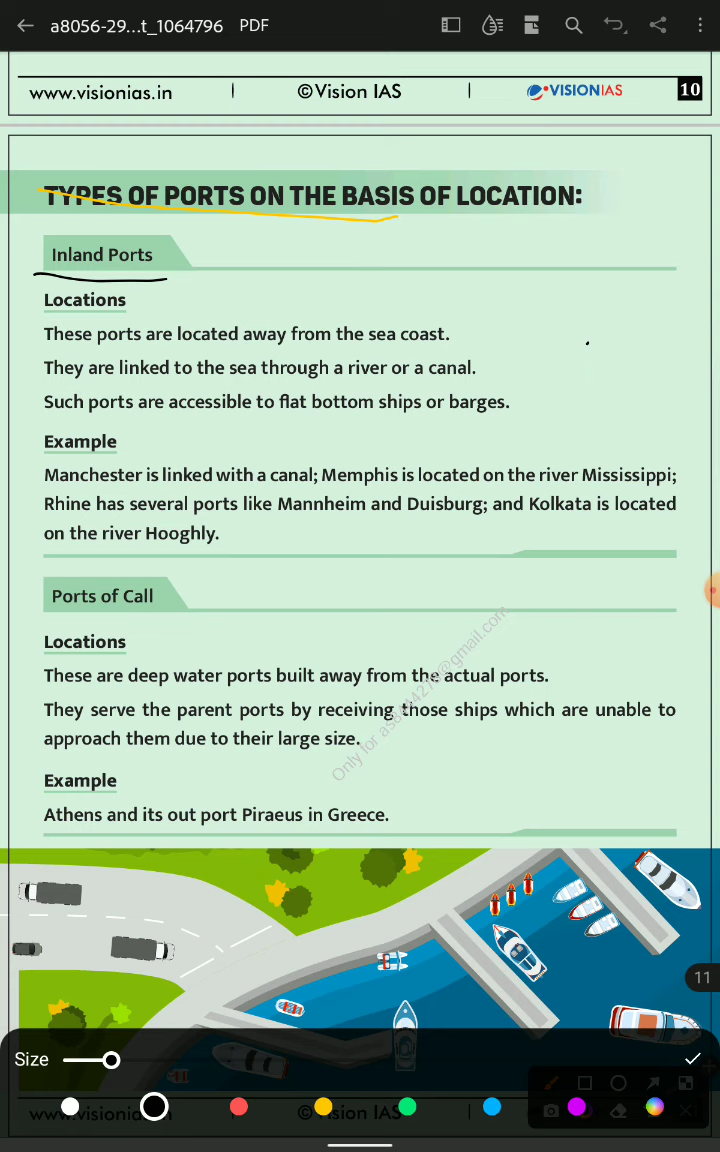 a8056-29...t_1064796 PDF
www.visionias.in | ©Vision IAS | VISIONIAS 10
TYPES OF PORTS ON THE BASIS OF LOCATION:
Inland Ports
Locations
These ports are located away from the sea coast.
They are linked to the sea through a river or a canal.
Such ports are accessible to flat bottom ships or barges.
Example
Manchester is linked with a canal; Memphis is located on the river Mississippi;
Rhine has several ports like Mannheim and Duisburg; and Kolkata is located
on the river Hooghly.
Ports of Call
Locations
These are deep water ports built away from the actual ports.
They serve the parent ports by receiving those ships which are unable to
approach them due to their large size.
Example
Athens and its out port Piraeus in Greece.
11
Size